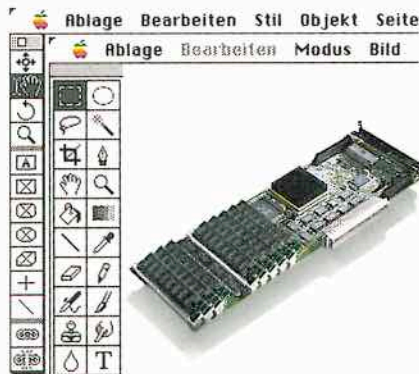 Ablage Bearbeiten Stil Objekt Seite
Ablage Bearbeiten Modus Bild
A
T